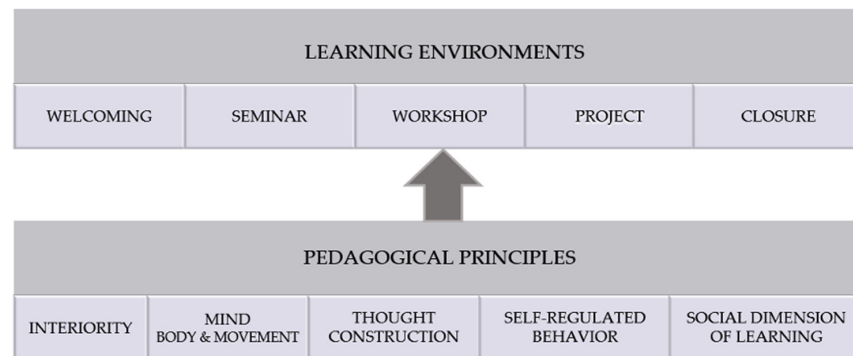 LEARNING ENVIRONMENTS
WELCOMING
SEMINAR
WORKSHOP
PROJECT
CLOSURE
PEDAGOGICAL PRINCIPLES
INTERIORITY
MIND
BODY & MOVEMENT
THOUGHT
CONSTRUCTION
SELF-REGULATED
BEHAVIOR
SOCIAL DIMENSION
OF LEARNING